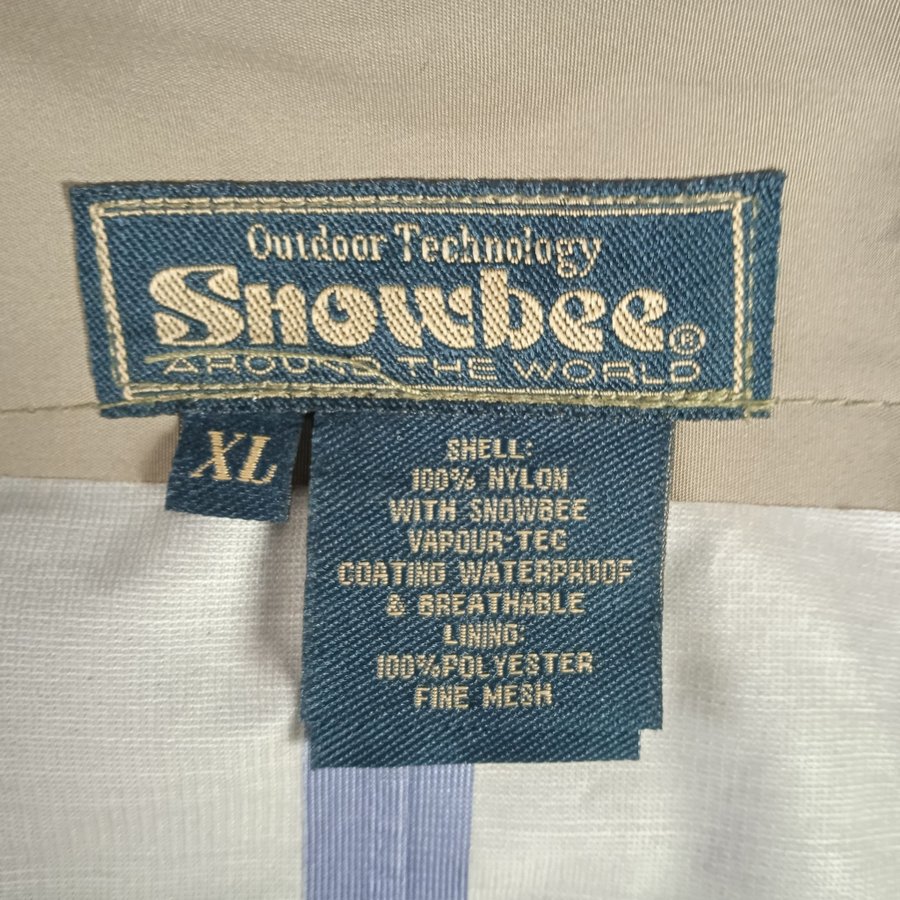 Outdoor Technology
Snowbee®
AROUND THE WORLD
XL
SHELL:
100% NYLON
WITH SNOWBEE
VAPOUR-TEC
COATING WATERPROOF
& BREATHABLE
LINING:
100%POLYESTER
FINE MESH